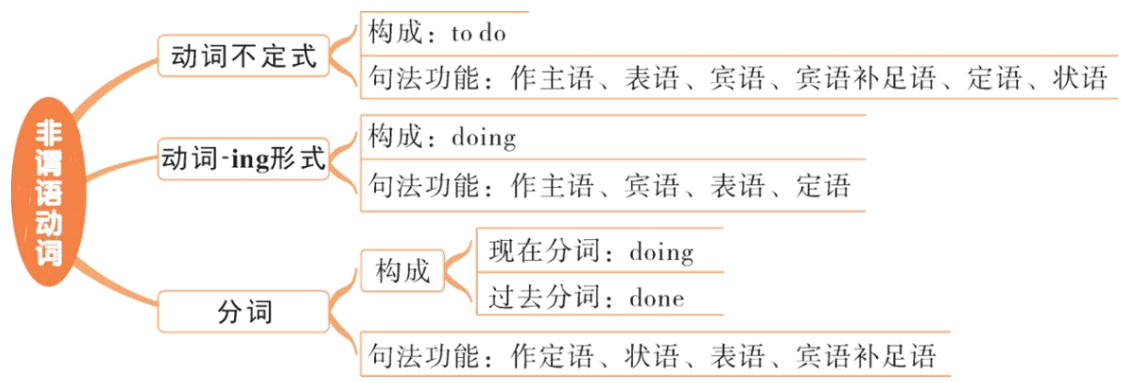 非谓语动词
动词不定式
构成：to do
句法功能：作主语、表语、宾语、宾语补足语、定语、状语
动词-ing形式
构成：doing
句法功能：作主语、宾语、表语、定语
分词
构成
现在分词：doing
过去分词：done
句法功能：作定语、状语、表语、宾语补足语